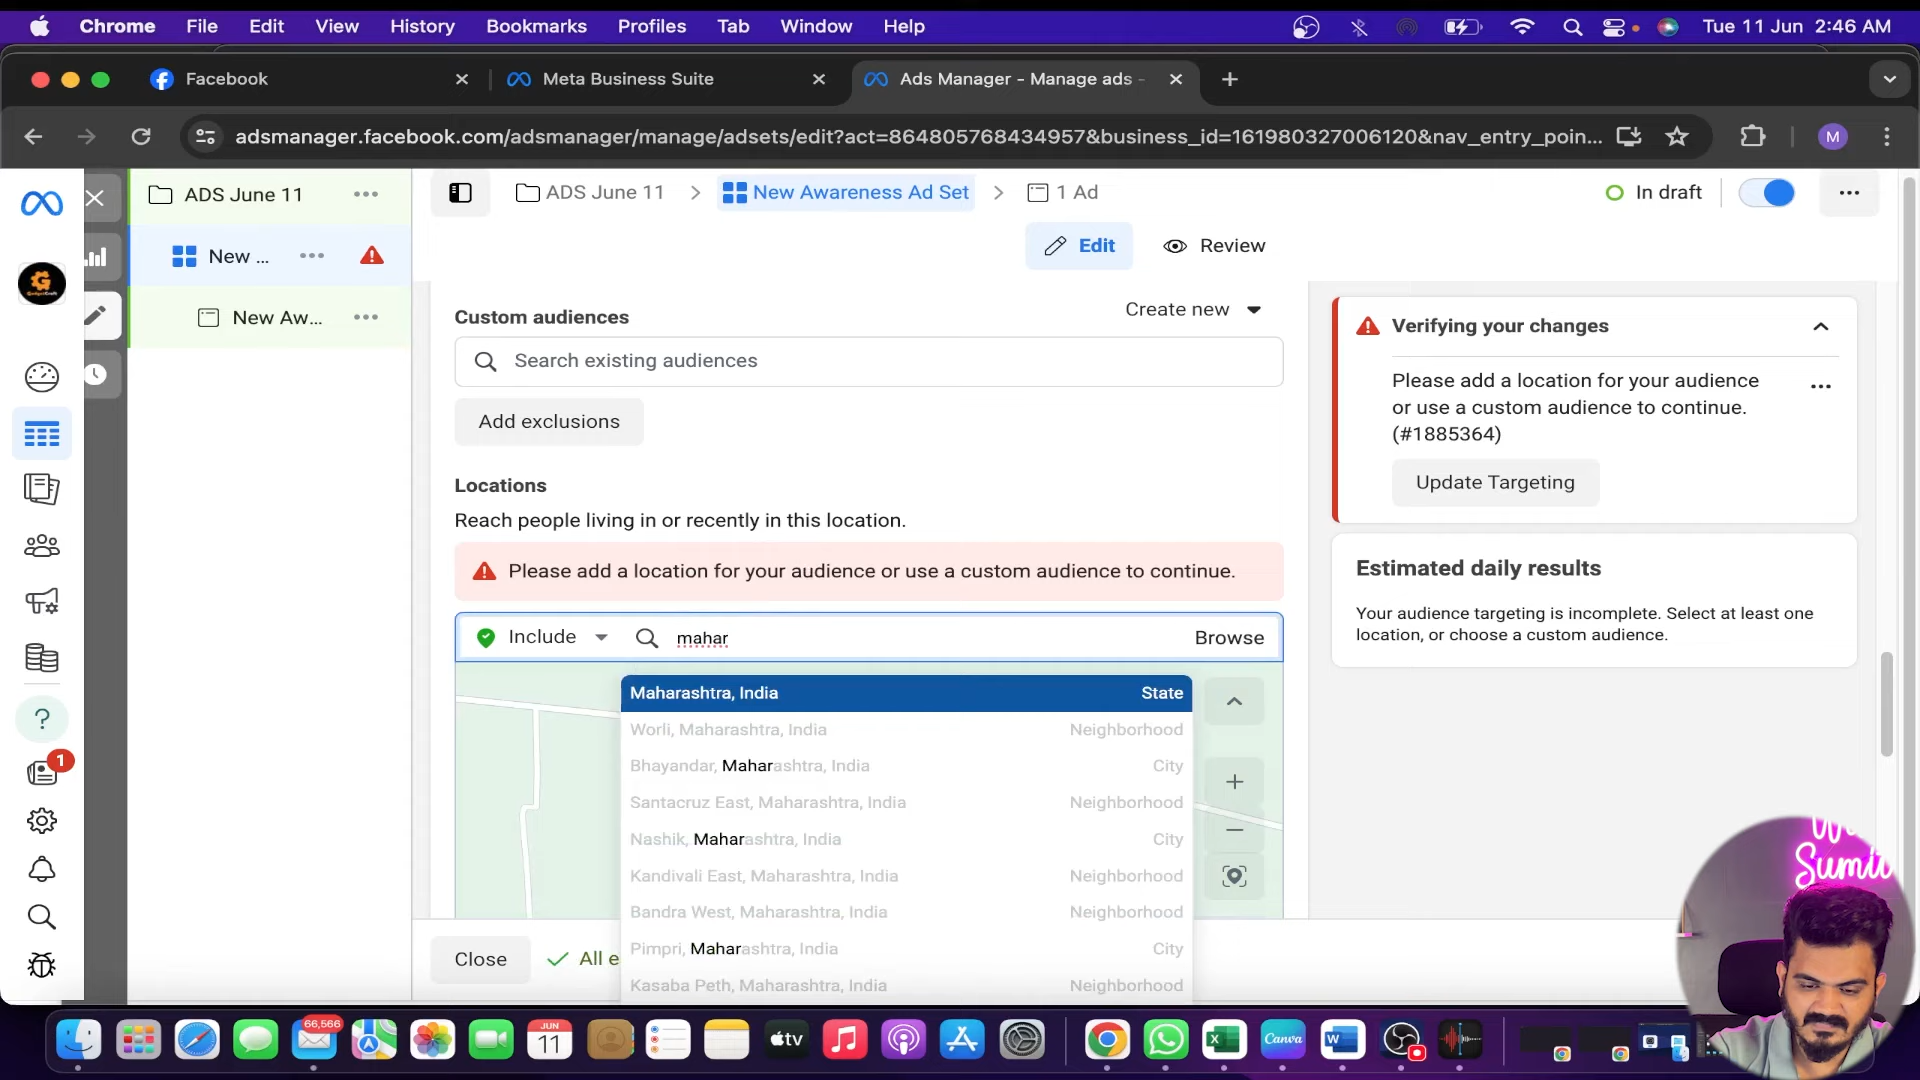 Chrome File Edit View History Bookmarks Profiles Tab Window Help Tue 11 Jun 2:46 AM
Facebook
Meta Business Suite
Ads Manager - Manage ads -
adsmanager.facebook.com/adsmanager/manage/adsets/edit?act=864805768434957&business_id=161980327006120&nav_entry_poin...
M
ADS June 11
New ...
New Aw...
ADS June 11 > New Awareness Ad Set > 1 Ad
In draft
Edit
Review
Custom audiences
Create new
Search existing audiences
Add exclusions
Locations
Reach people living in or recently in this location.
Please add a location for your audience or use a custom audience to continue.
Include
mahar
Browse
Maharashtra, India State
Worli, Maharashtra, India Neighborhood
Bhayandar, Maharashtra, India City
Santacruz East, Maharashtra, India Neighborhood
Nashik, Maharashtra, India City
Kandivali East, Maharashtra, India Neighborhood
Bandra West, Maharashtra, India Neighborhood
Pimpri, Maharashtra, India City
Kasaba Peth, Maharashtra, India Neighborhood
Close
All e
Verifying your changes
Please add a location for your audience
or use a custom audience to continue.
(#1885364)
Update Targeting
Estimated daily results
Your audience targeting is incomplete. Select at least one
location, or choose a custom audience.
?
1
66,566
JUN
11
tv
Canva
W